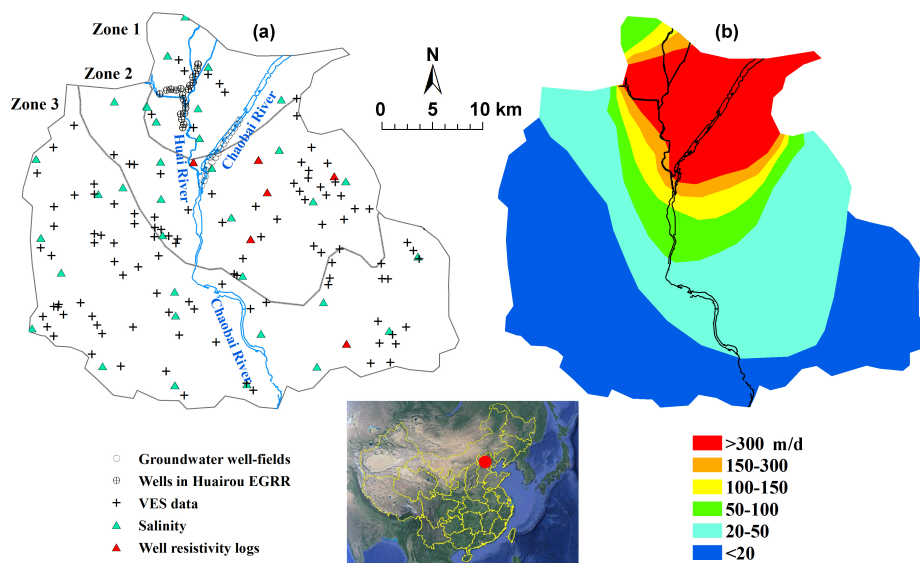 Zone 1
(a)
(b)
Zone 2
N
Zone 3
0 5 10 km
Chaobai River
Huai River
Chaobai River
Groundwater well-fields
Wells in Huairou EGRR
VES data
Salinity
Well resistivity logs
>300 m/d
150-300
100-150
50-100
20-50
<20